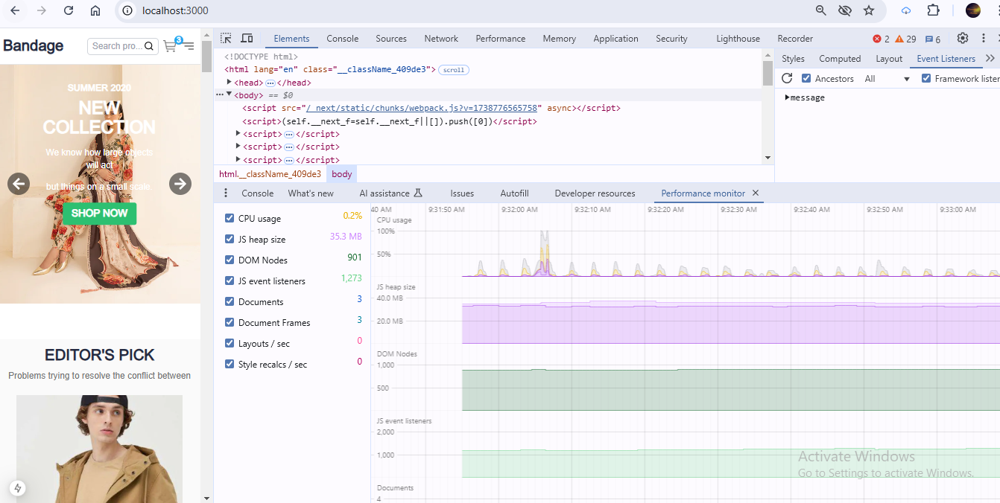 localhost:3000
Bandage
Search pro...
3
SUMMER 2020
NEW
COLLECTION
We know how large objects
will act
but things on a small scale.
SHOP NOW
EDITOR'S PICK
Problems trying to resolve the conflict between
Elements Console Sources Network Performance Memory Application Security Lighthouse Recorder 2 29 6
<!DOCTYPE html>
<html lang="en" class="__className_409de3"> scroll
<head> … </head>
··· <body> == $0
<script src="/_next/static/chunks/webpack.js?v=1738776565758" async></script>
<script>(self.__next_f=self.__next_f||[]).push([0])</script>
<script> … </script>
<script> … </script>
<script> … </script>
html.__className_409de3 body
Styles Computed Layout Event Listeners
Ancestors All Framework listen
message
Console What's new AI assistance Issues Autofill Developer resources Performance monitor
CPU usage 0.2%
JS heap size 35.3 MB
DOM Nodes 901
JS event listeners 1,273
Documents 3
Document Frames 3
Layouts / sec 0
Style recalcs / sec 0
40 AM 9:31:50 AM 9:32:00 AM 9:32:10 AM 9:32:20 AM 9:32:30 AM 9:32:40 AM 9:32:50 AM 9:33:00 AM
CPU usage
100%
50%
JS heap size
40.0 MB
20.0 MB
DOM Nodes
1,000
500
JS event listeners
2,000
1,000
Documents
4
Activate Windows
Go to Settings to activate Windows.